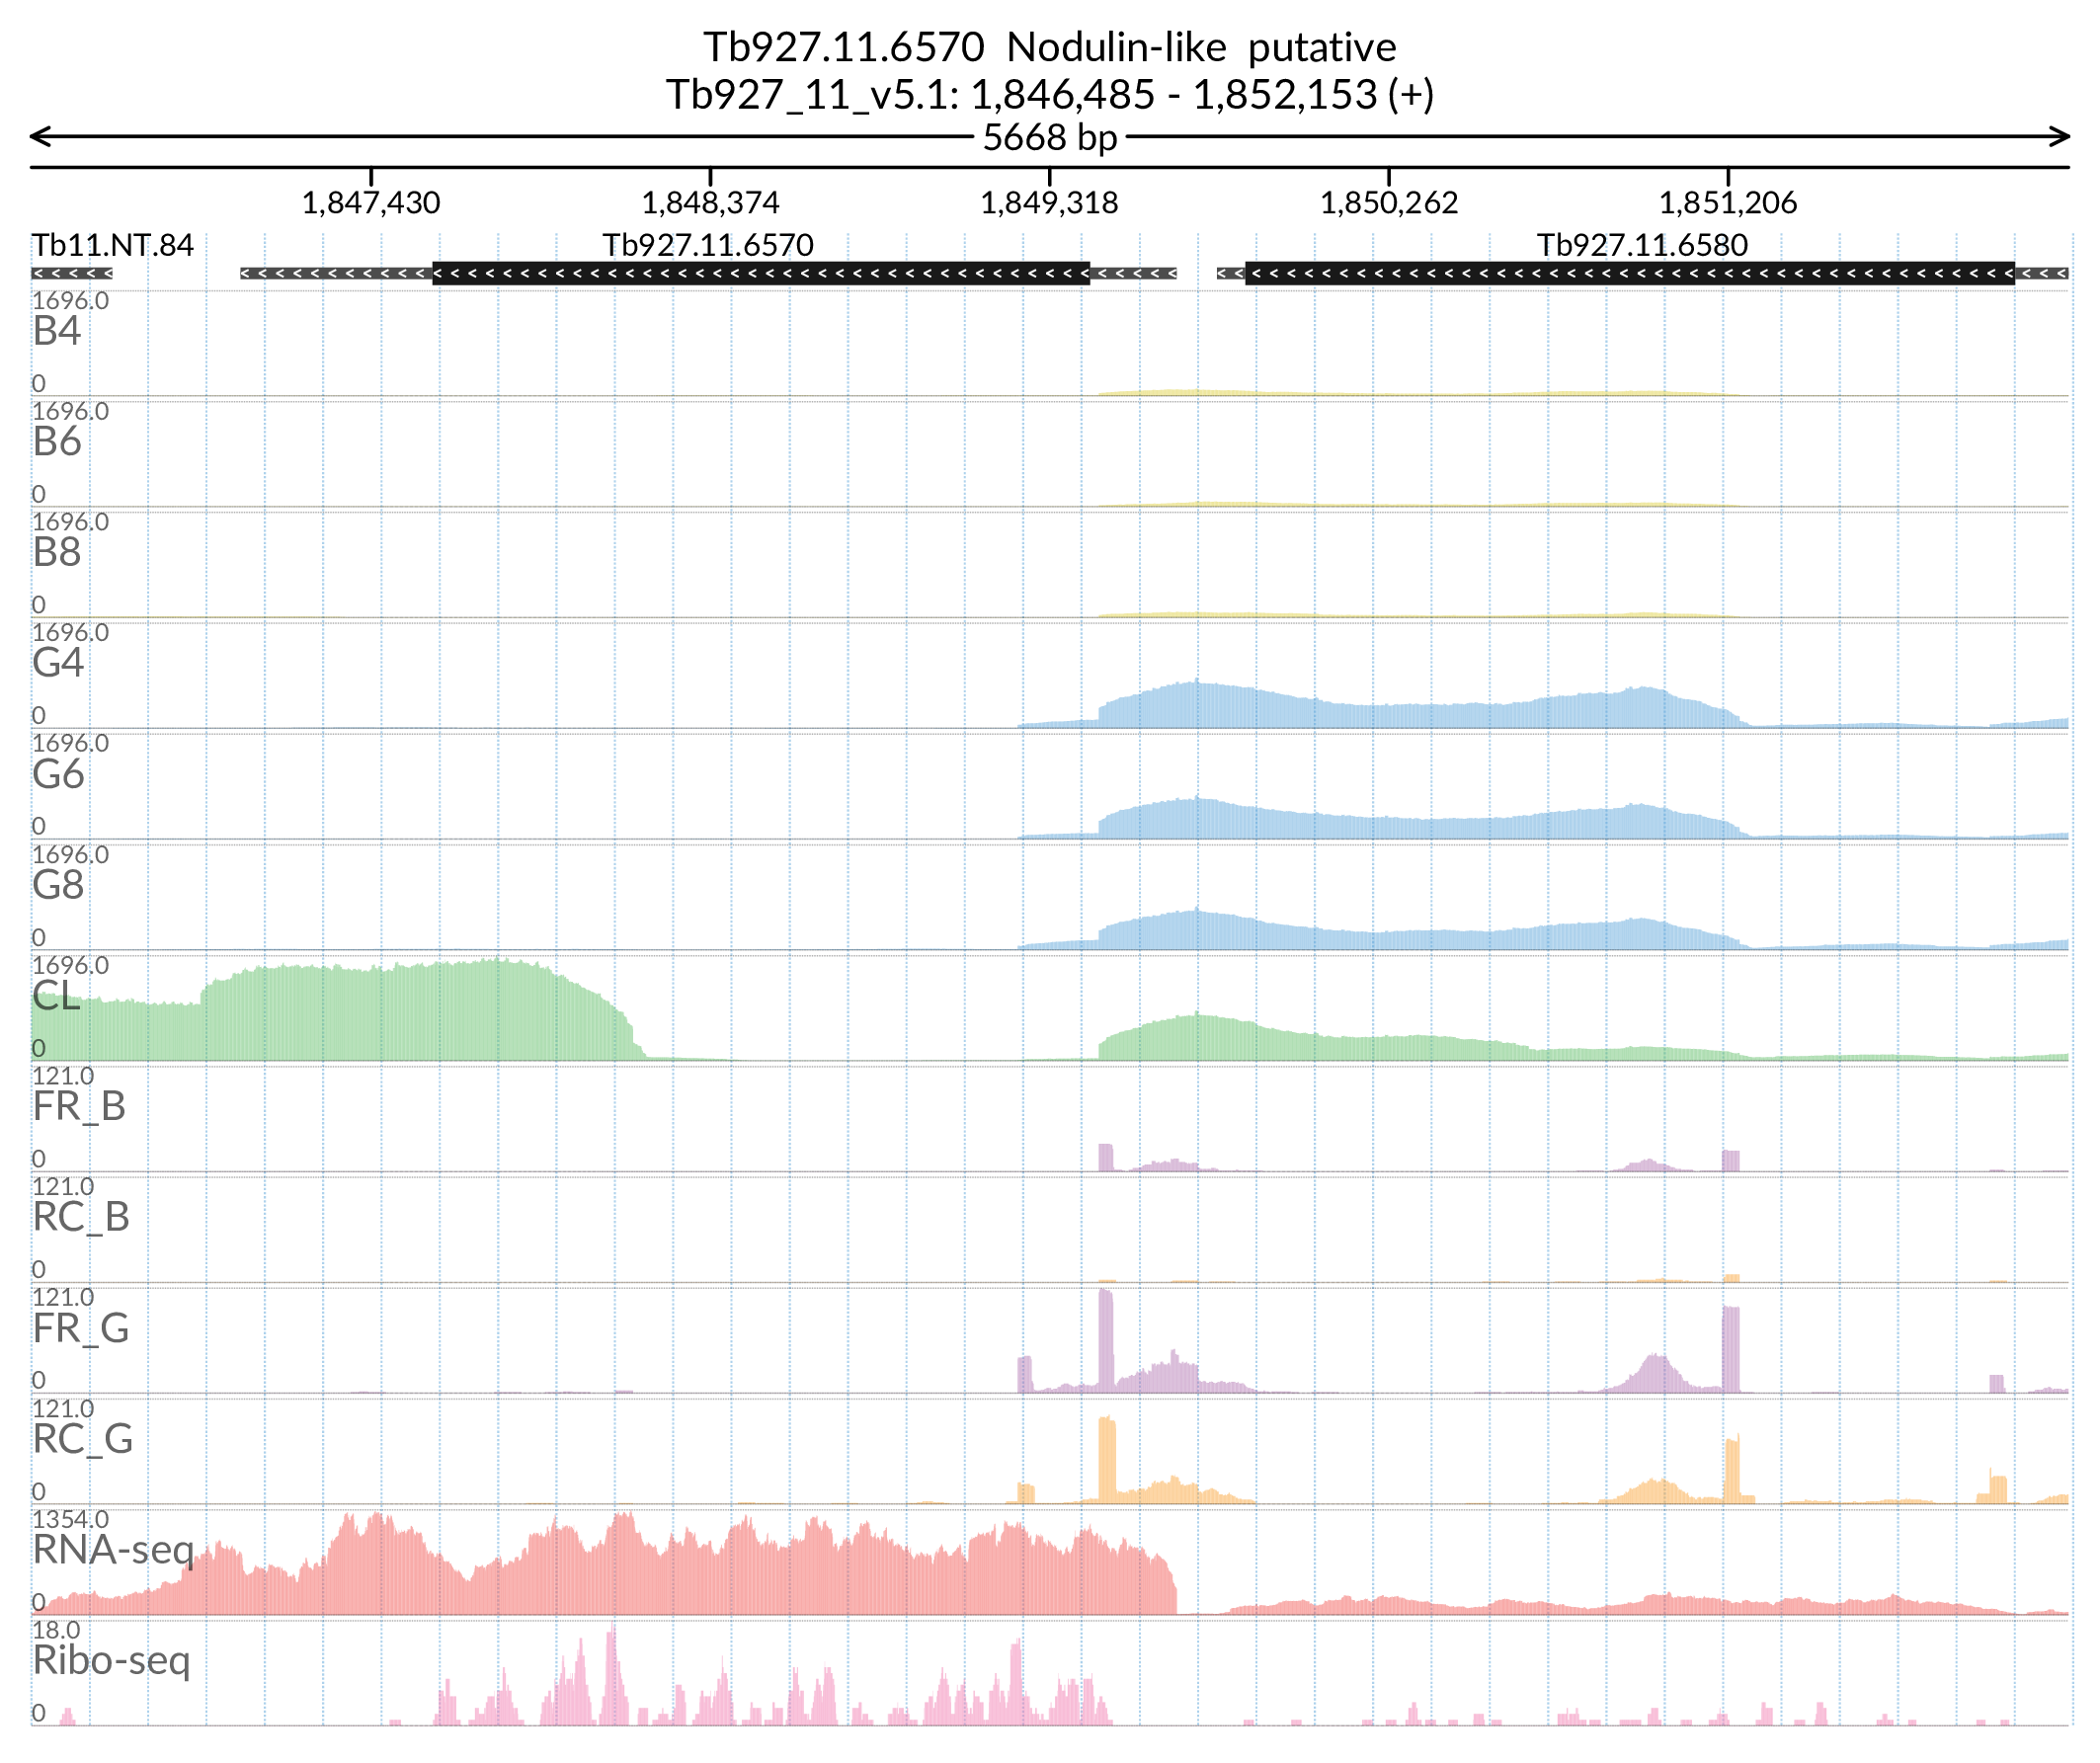 Tb927.11.6570 Nodulin-like putative
Tb927_11_v5.1: 1,846,485 - 1,852,153 (+)
5668 bp
1,847,430 1,848,374 1,849,318 1,850,262 1,851,206
Tb11.NT.84 Tb927.11.6570 Tb927.11.6580
1696.0
B4
0
1696.0
B6
0
1696.0
B8
0
1696.0
G4
0
1696.0
G6
0
1696.0
G8
0
1696.0
CL
0
121.0
FR_B
0
121.0
RC_B
0
121.0
FR_G
0
121.0
RC_G
0
1354.0
RNA-seq
0
18.0
Ribo-seq
0